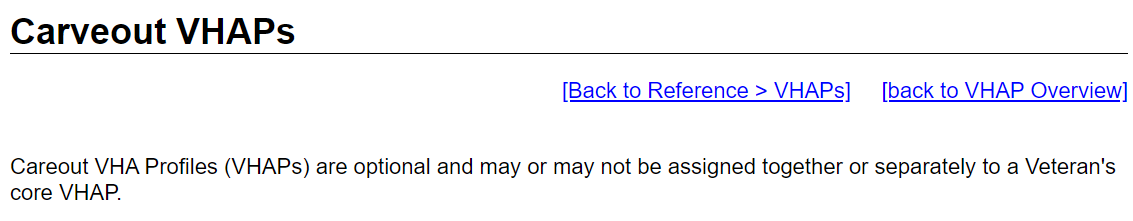 Carveout VHAPs
[Back to Reference > VHAPs] [back to VHAP Overview]
Careout VHA Profiles (VHAPs) are optional and may or may not be assigned together or separately to a Veteran's
core VHAP.